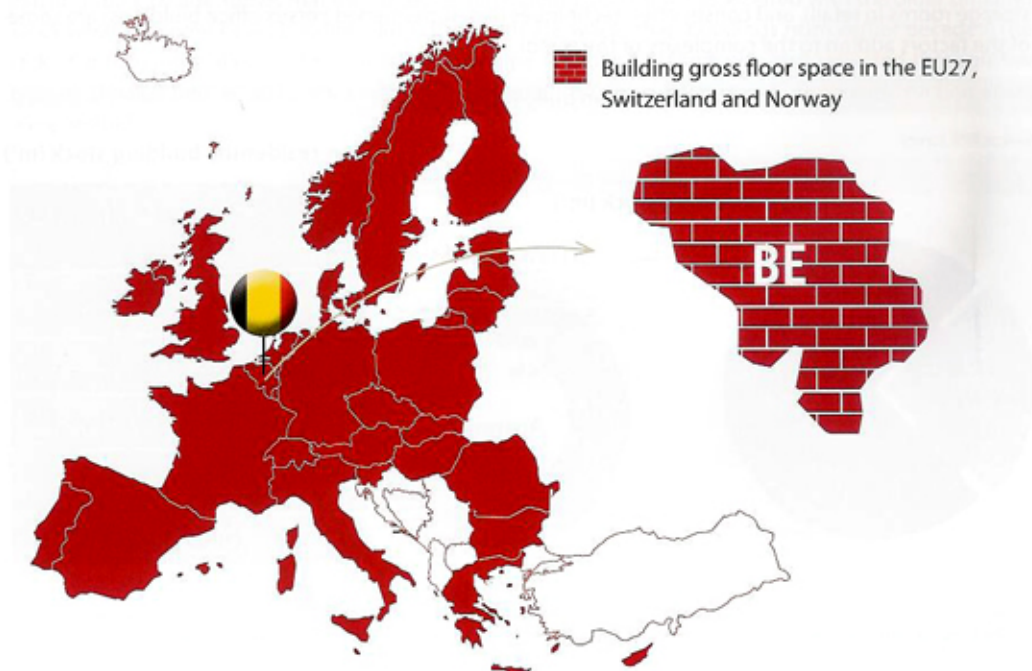 Building gross floor space in the EU27,
Switzerland and Norway
BE